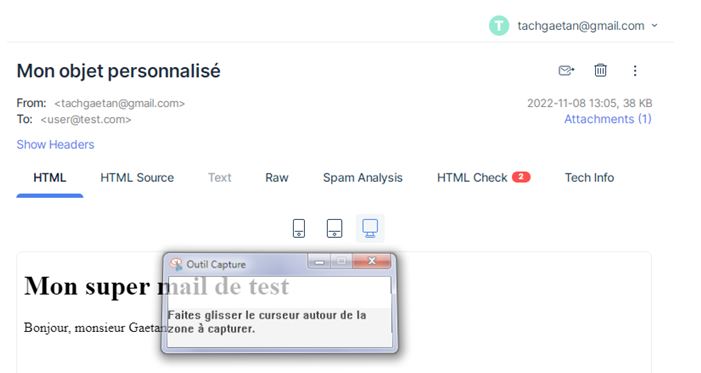 T tachgaetan@gmail.com
Mon objet personnalisé
From: <tachgaetan@gmail.com>
2022-11-08 13:05, 38 KB
To: <user@test.com>
Attachments (1)
Show Headers
HTML HTML Source Text Raw Spam Analysis HTML Check 2 Tech Info
Outil Capture
Mon super mail de test
Faites glisser le curseur autour de la
zone à capturer.
Bonjour, monsieur Gaetan